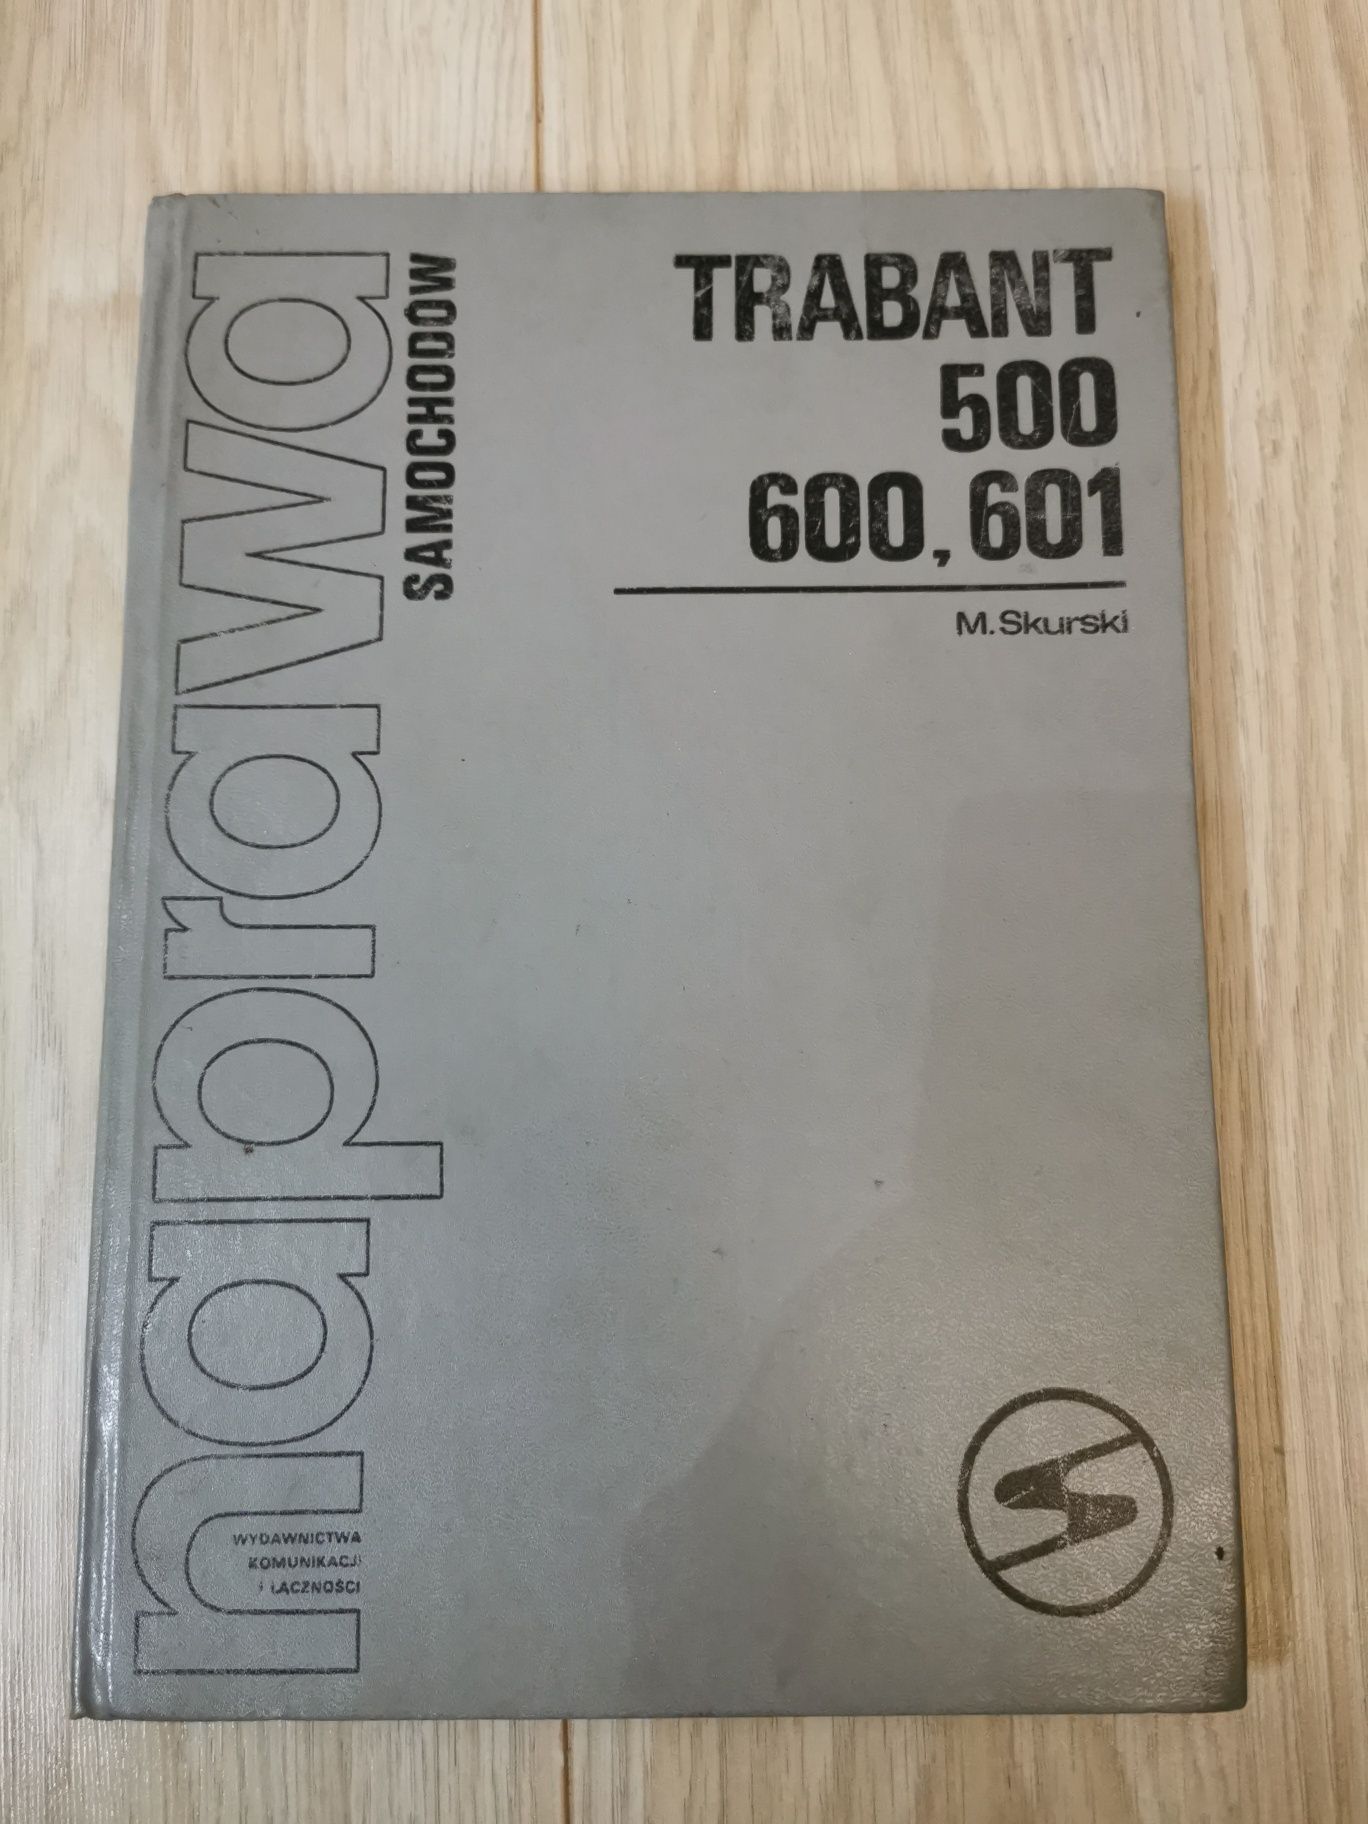 naprawa
SAMOCHODÓW
TRABANT
500
600, 601
M. Skurski
WYDAWNICTWA
KOMUNIKACJI
I ŁĄCZNOŚCI